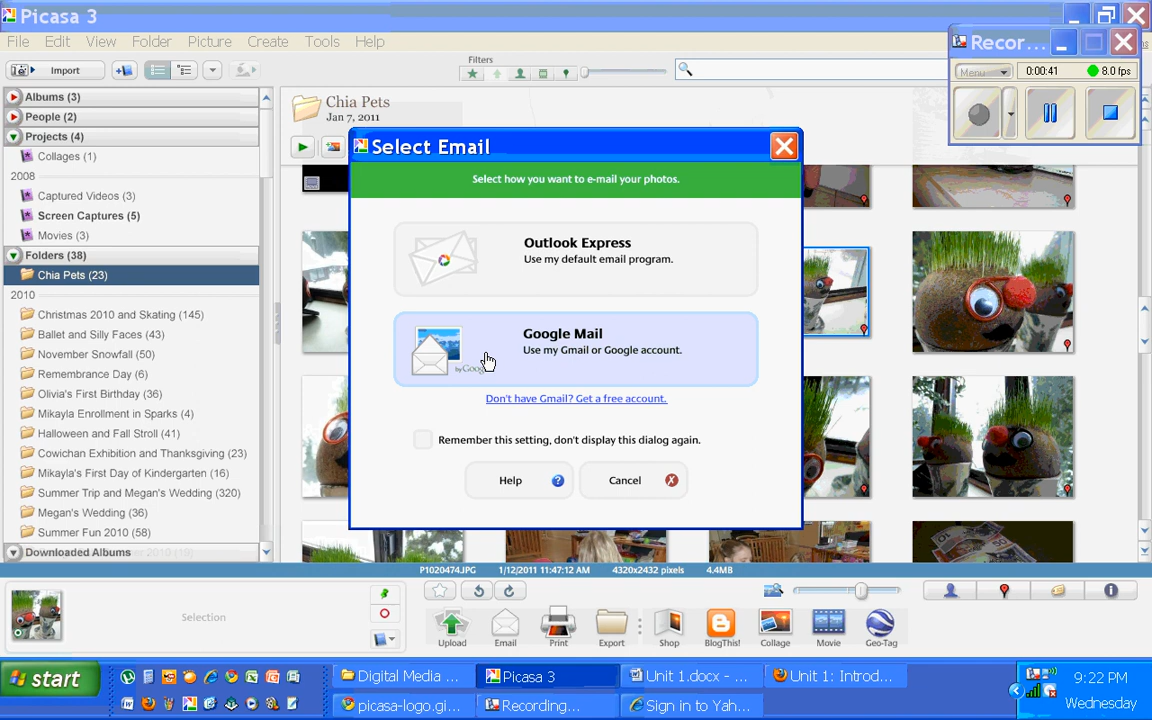 Picasa 3
File Edit View Folder Picture Create Tools Help
Import
Filters
Recor...
Menu
0:00:41
8.0 fps
Albums (3)
People (2)
Projects (4)
Collages (1)
2008
Captured Videos (3)
Screen Captures (5)
Movies (3)
Folders (38)
Chia Pets (23)
2010
Christmas 2010 and Skating (145)
Ballet and Silly Faces (43)
November Snowfall (50)
Remembrance Day (6)
Olivia's First Birthday (36)
Mikayla Enrollment in Sparks (4)
Halloween and Fall Stroll (41)
Cowichan Exhibition and Thanksgiving (23)
Mikayla's First Day of Kindergarten (16)
Summer Trip and Megan's Wedding (320)
Megan's Wedding (36)
Summer Fun 2010 (58)
Downloaded Albums
Chia Pets
Jan 7, 2011
Select Email
Select how you want to e-mail your photos.
Outlook Express
Use my default email program.
Google Mail
Use my Gmail or Google account.
by Goog
Don't have Gmail? Get a free account.
Remember this setting, don't display this dialog again.
Help
Cancel
P1020474.JPG 1/12/2011 11:47:12 AM 4320x2432 pixels 4.4MB
Selection
Upload Email Print Export Shop BlogThis! Collage Movie Geo-Tag
start
Digital Media ...
Picasa 3
Unit 1.docx - ...
Unit 1: Introd...
picasa-logo.gi...
Recording...
Sign in to Yah...
9:22 PM
Wednesday